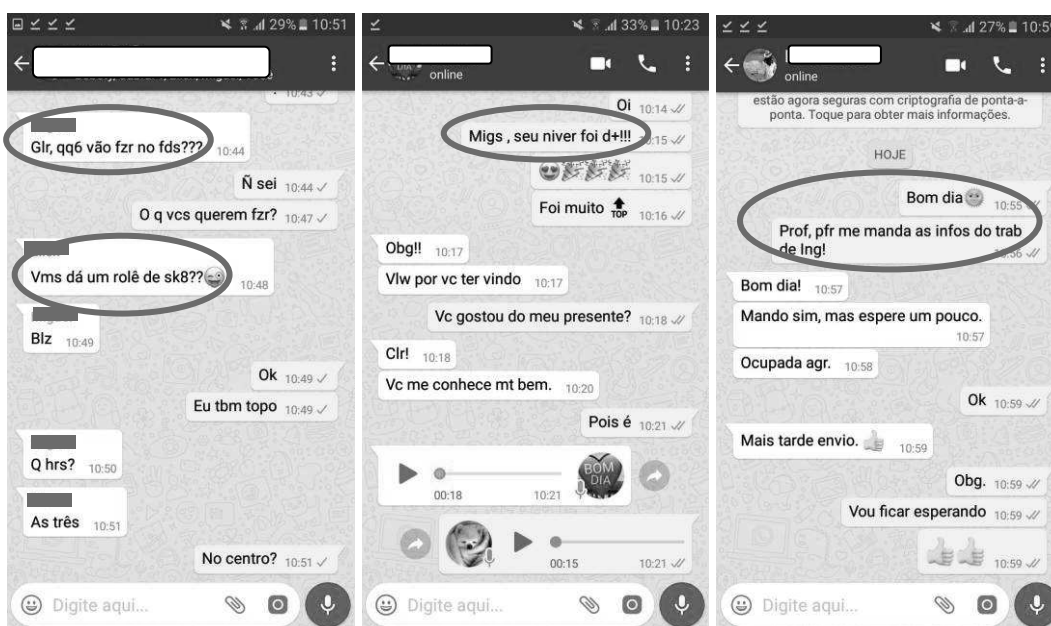 29% 10:51
10:43
Glr, qq6 vão fzr no fds??? 10:44
Ñ sei 10:44
O q vcs querem fzr? 10:47
Vms dá um rolê de sk8?? 10:48
Blz 10:49
Ok 10:49
Eu tbm topo 10:49
Q hrs? 10:50
As três 10:51
No centro? 10:51
Digite aqui...
33% 10:23
online
Oi 10:14
Migs , seu niver foi d+!!! 10:15
10:15
Foi muito TOP 10:16
Obg!! 10:17
Vlw por vc ter vindo 10:17
Vc gostou do meu presente? 10:18
Clr! 10:18
Vc me conhece mt bem. 10:20
Pois é 10:21
BOM
DIA
00:18 10:21
00:15 10:21
Digite aqui...
27% 10:59
online
estão agora seguras com criptografia de ponta-a-
ponta. Toque para obter mais informações.
HOJE
Bom dia 10:55
Prof, pfr me manda as infos do trab
de Ing! 10:56
Bom dia! 10:57
Mando sim, mas espere um pouco.
10:57
Ocupada agr. 10:58
Ok 10:59
Mais tarde envio. 10:59
Obg. 10:59
Vou ficar esperando 10:59
10:59
Digite aqui...